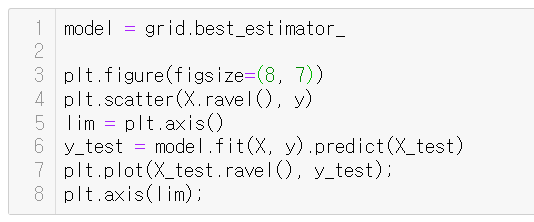 1 model = grid.best_estimator_
2
3 plt.figure(figsize=(8, 7))
4 plt.scatter(X.ravel(), y)
5 lim = plt.axis()
6 y_test = model.fit(X, y).predict(X_test)
7 plt.plot(X_test.ravel(), y_test);
8 plt.axis(lim);